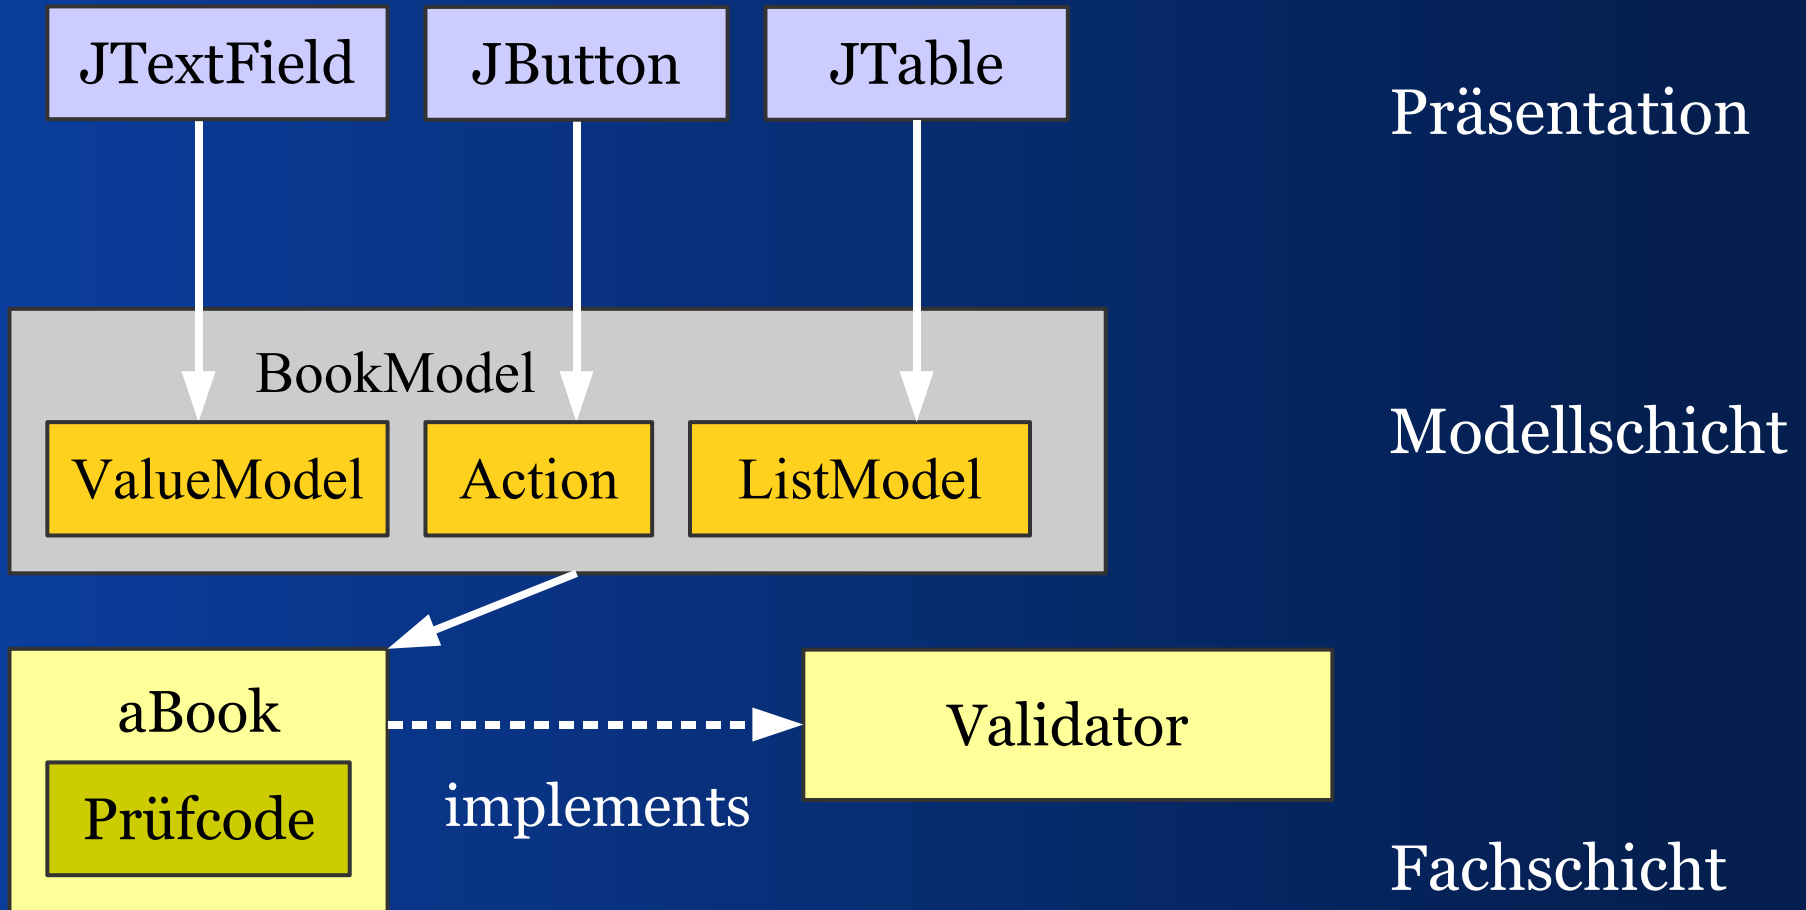 JTextField
JButton
JTable
Präsentation
BookModel
Modellschicht
ValueModel
Action
ListModel
aBook
Validator
implements
Prüfcode
Fachschicht